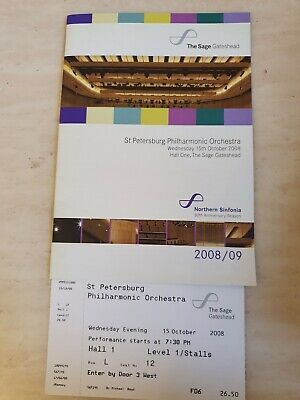 The Sage Gateshead
St Petersburg Philharmonic Orchestra
Wednesday 15th October 2008
Hall One, The Sage Gateshead
Northern Sinfonia
50th Anniversary Season
2008/09
St Petersburg
Philharmonic Orchestra
The Sage
Gateshead
Wednesday Evening 15 October 2008
Performance starts at 7:30 PM
Hall 1 Level 1/Stalls
Row L Seat No: 12
Enter by Door 3 West
F06 26.50